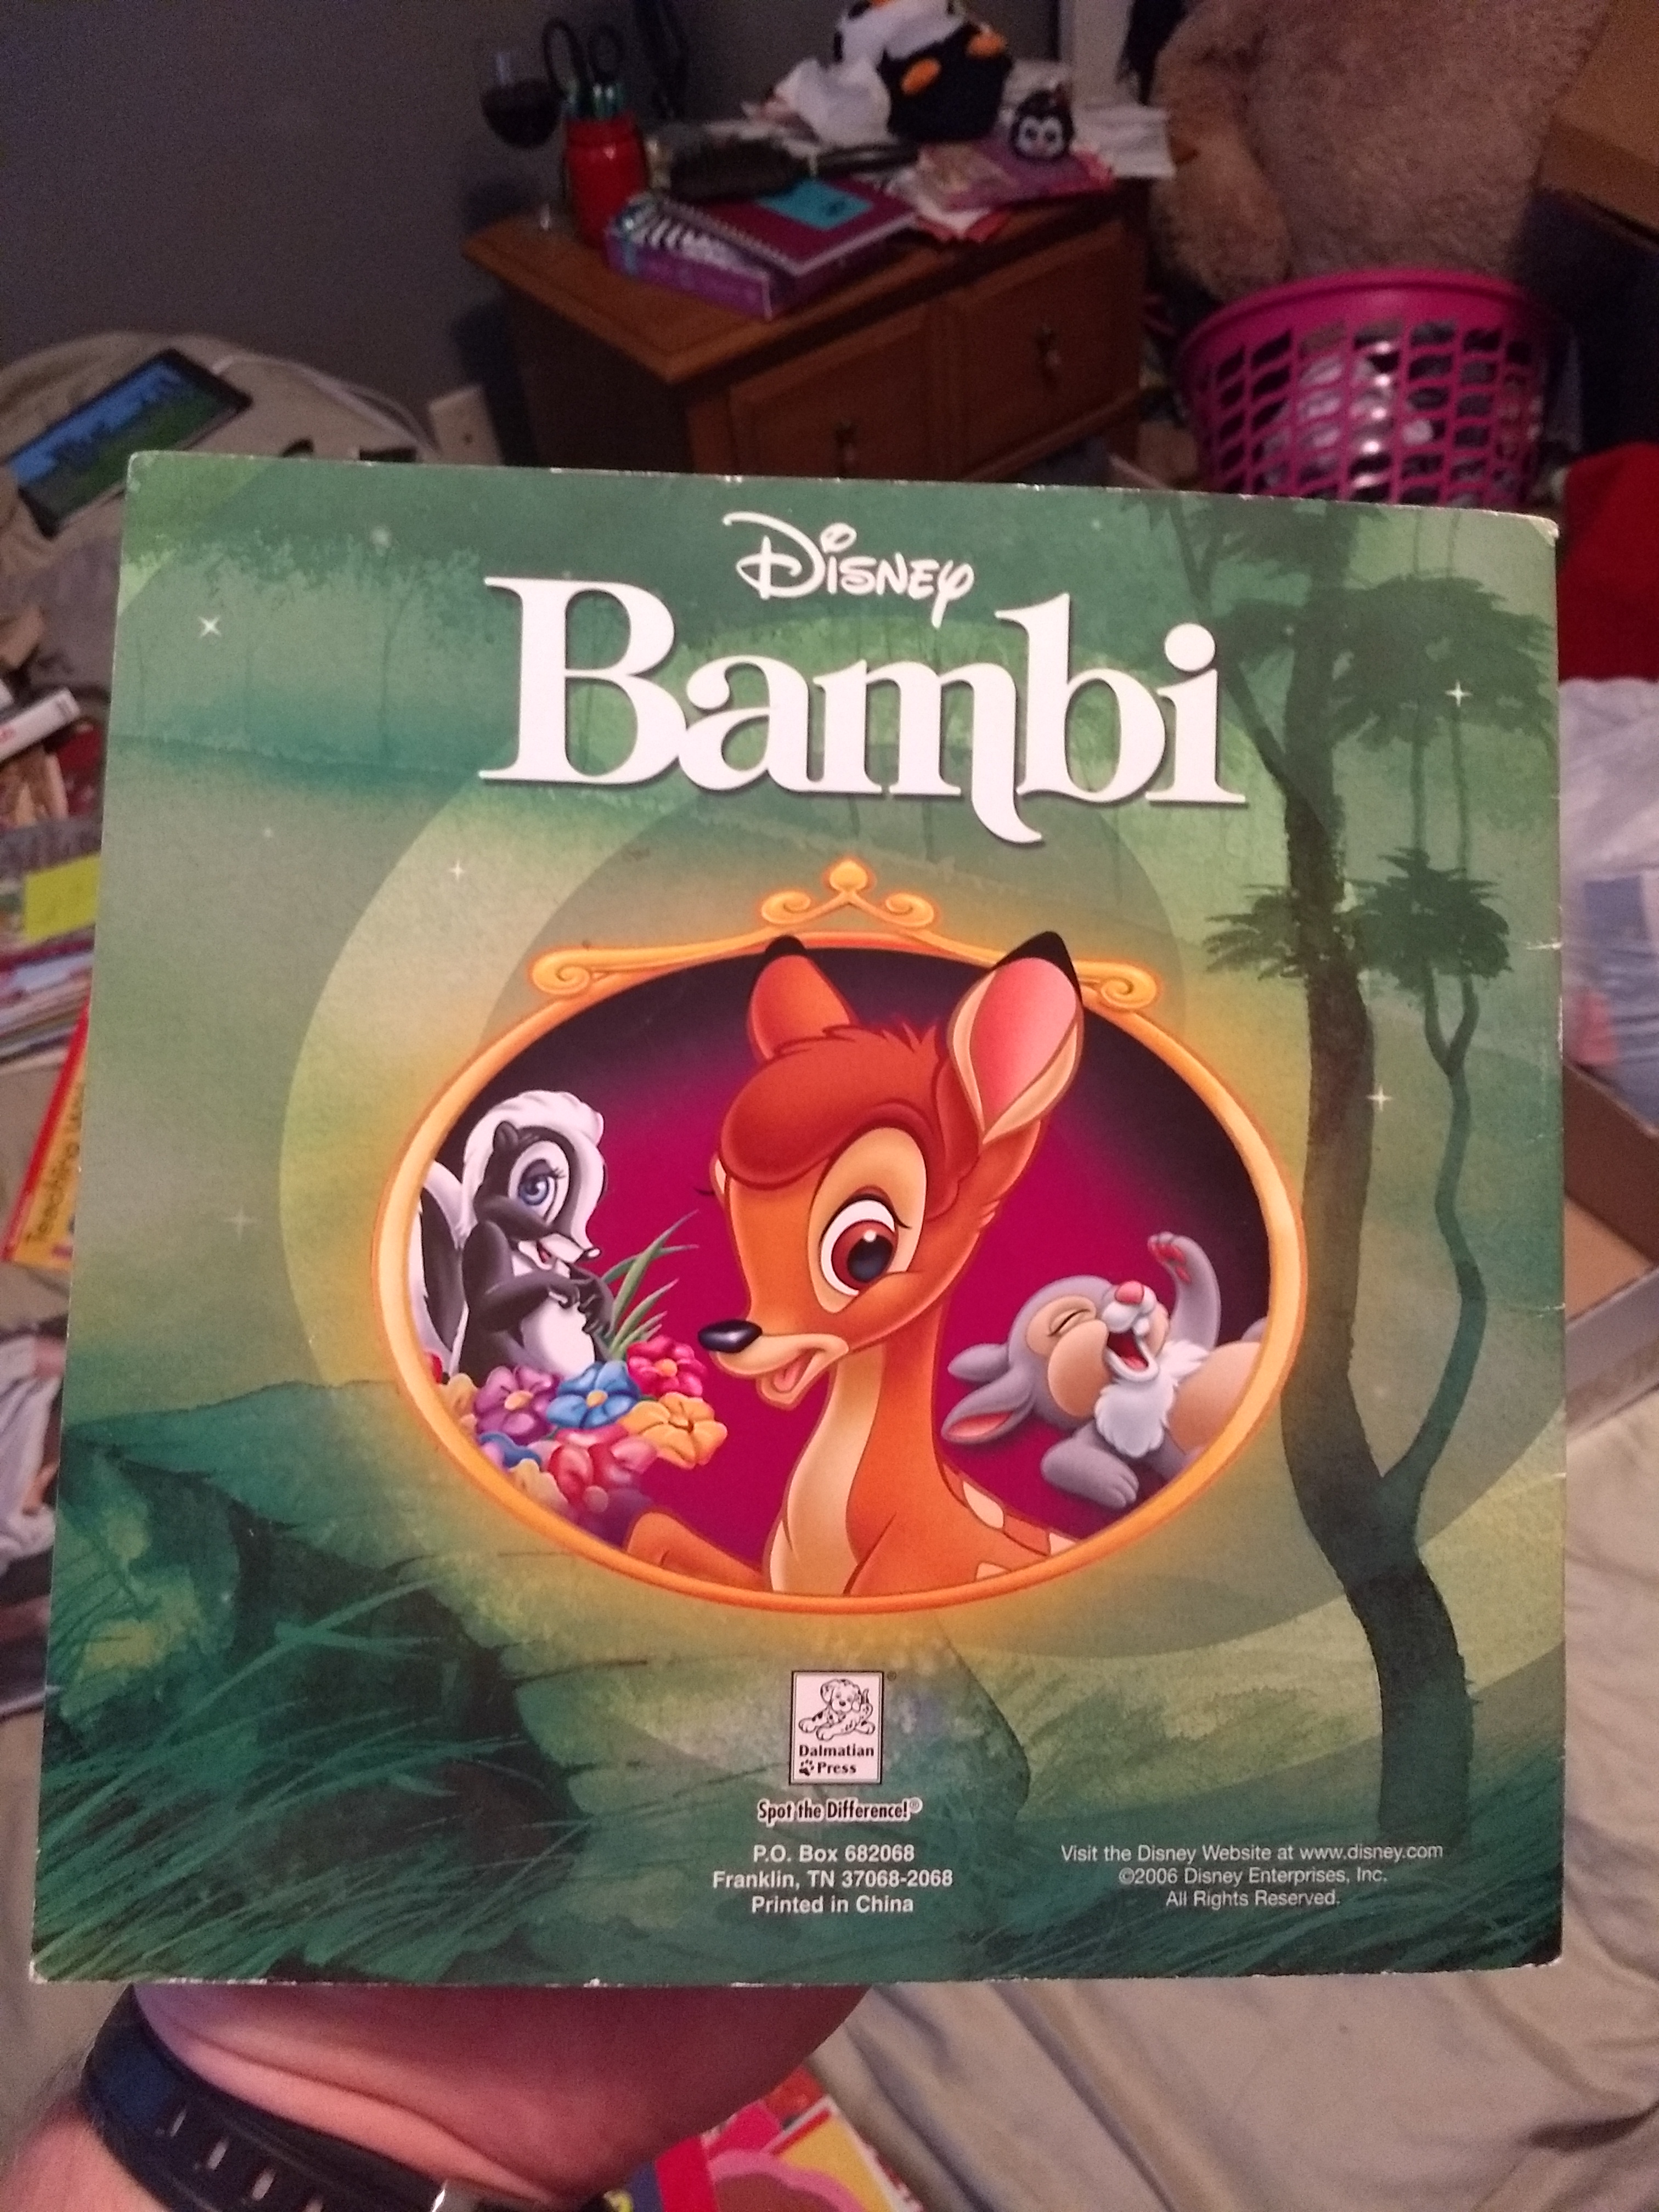 Disney
Bambi
Dalmatian
Press
®
Spot the Difference!®
P.O. Box 682068
Franklin, TN 37068-2068
Printed in China
Visit the Disney Website at www.disney.com
©2006 Disney Enterprises, Inc.
All Rights Reserved.
Teaching